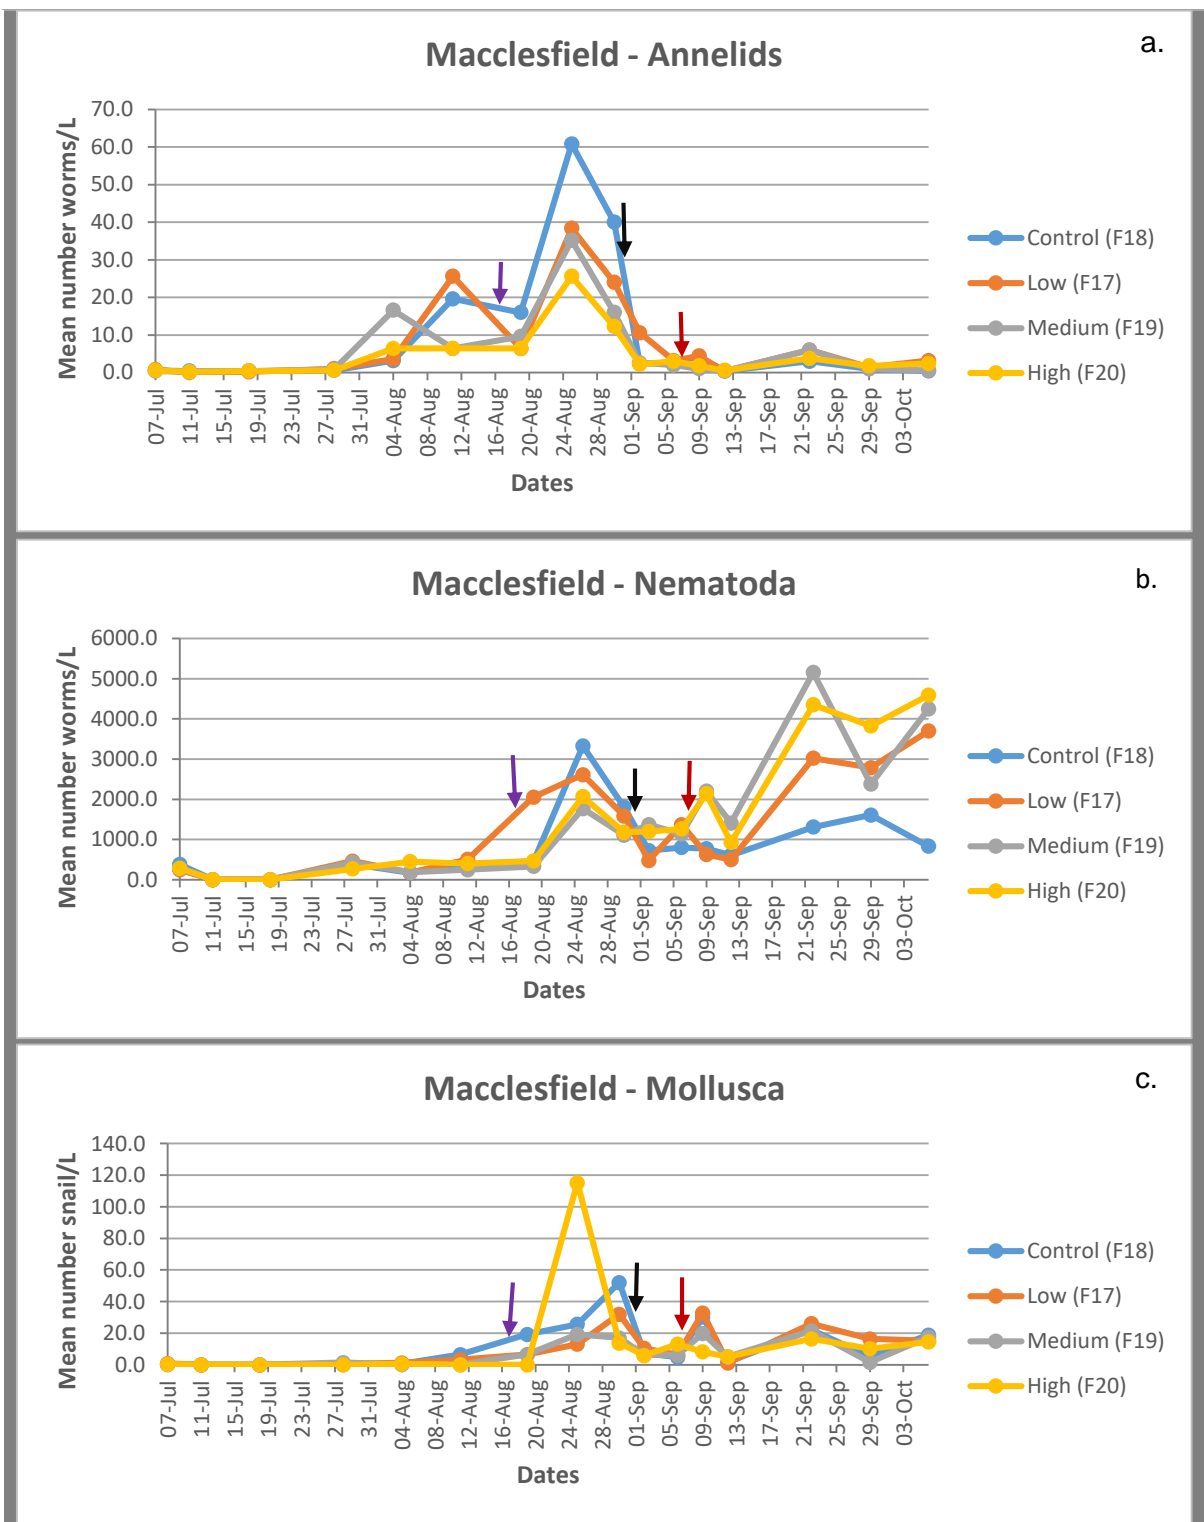 a.
Macclesfield - Annelids
Mean number worms/L
70.0
60.0
50.0
40.0
30.0
20.0
10.0
0.0
07-Jul
11-Jul
15-Jul
19-Jul
23-Jul
27-Jul
31-Jul
04-Aug
08-Aug
12-Aug
16-Aug
20-Aug
24-Aug
28-Aug
01-Sep
05-Sep
09-Sep
13-Sep
17-Sep
21-Sep
25-Sep
29-Sep
03-Oct
Dates
Control (F18)
Low (F17)
Medium (F19)
High (F20)
b.
Macclesfield - Nematoda
Mean number worms/L
6000.0
5000.0
4000.0
3000.0
2000.0
1000.0
0.0
07-Jul
11-Jul
15-Jul
19-Jul
23-Jul
27-Jul
31-Jul
04-Aug
08-Aug
12-Aug
16-Aug
20-Aug
24-Aug
28-Aug
01-Sep
05-Sep
09-Sep
13-Sep
17-Sep
21-Sep
25-Sep
29-Sep
03-Oct
Dates
Control (F18)
Low (F17)
Medium (F19)
High (F20)
c.
Macclesfield - Mollusca
Mean number snail/L
140.0
120.0
100.0
80.0
60.0
40.0
20.0
0.0
07-Jul
11-Jul
15-Jul
19-Jul
23-Jul
27-Jul
31-Jul
04-Aug
08-Aug
12-Aug
16-Aug
20-Aug
24-Aug
28-Aug
01-Sep
05-Sep
09-Sep
13-Sep
17-Sep
21-Sep
25-Sep
29-Sep
03-Oct
Dates
Control (F18)
Low (F17)
Medium (F19)
High (F20)